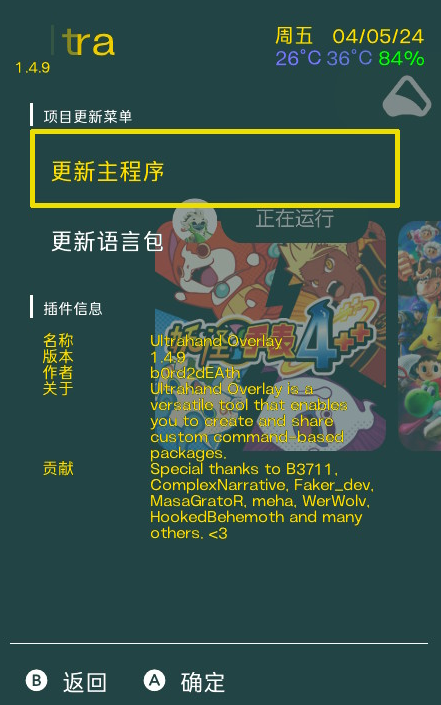 ltra
1.4.9
周五 04/05/24
26°C 36°C 84%
项目更新菜单
更新主程序
正在运行
更新语言包
插件信息
妖怪手表4++
名称 Ultrahand Overlay
版本 1.4.9
作者 b0rd2dEAth
关于 Ultrahand Overlay is a
versatile tool that enables
you to create and share
custom command-based
packages.
贡献 Special thanks to B3711,
ComplexNarrative, Faker_dev,
MasaGratoR, meha, WerWolv,
HookedBehemoth and many
others. <3
B 返回 A 确定